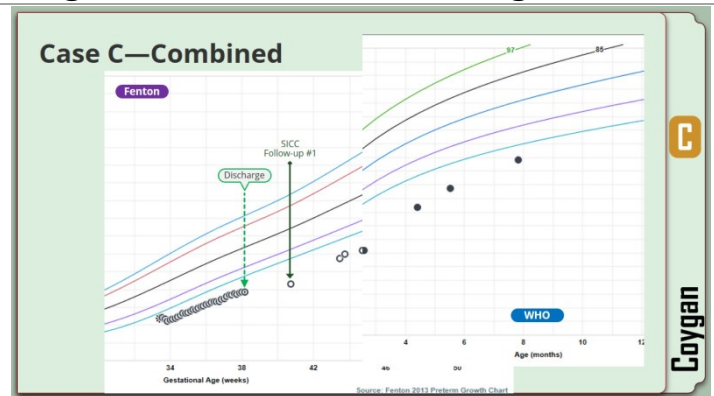 Case C—Combined
Fenton
SICC
Follow-up #1
Discharge
34
38
42
46
50
Gestational Age (weeks)
97
85
WHO
4
6
8
10
12
Age (months)
Source: Fenton 2013 Preterm Growth Chart
C
Coygan